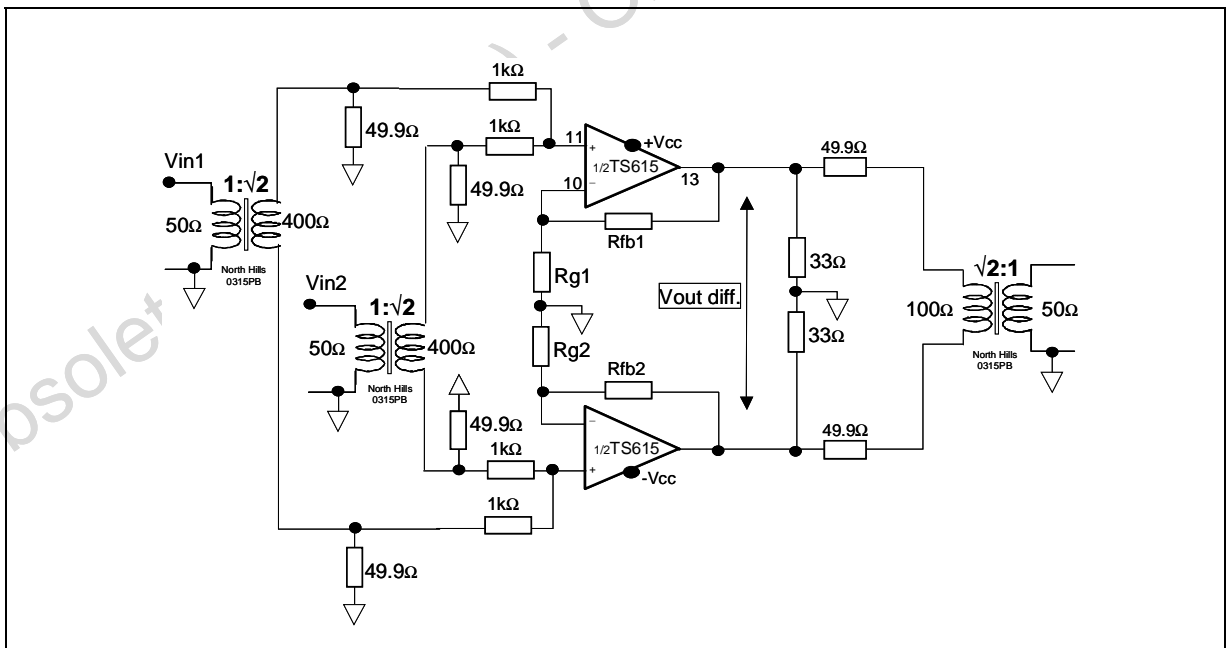 bsolet
) - O
1kΩ
49.9Ω
1kΩ
11
+
+Vcc
1/2TS615
10
–
13
49.9Ω
Vin1
1:√2
50Ω
400Ω
North Hills
0315PB
49.9Ω
Rfb1
Rg1
33Ω
Vout diff.
√2:1
100Ω
50Ω
North Hills
0315PB
Vin2
1:√2
50Ω
400Ω
North Hills
0315PB
Rg2
33Ω
Rfb2
49.9Ω
–
1/2TS615
+
-Vcc
49.9Ω
1kΩ
1kΩ
49.9Ω